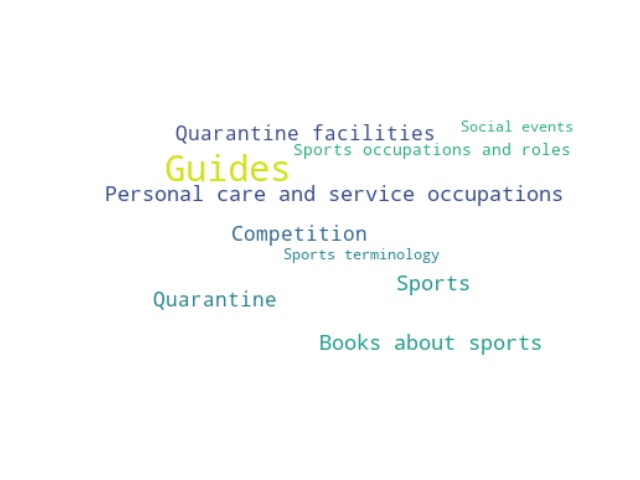 Social events
Quarantine facilities
Sports occupations and roles
Guides
Personal care and service occupations
Competition
Sports terminology
Sports
Quarantine
Books about sports